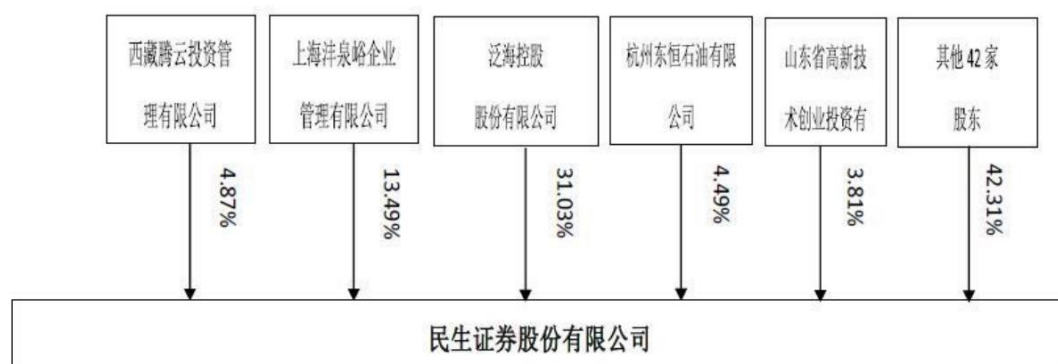 西藏腾云投资管
理有限公司
上海沣泉峪企业
管理有限公司
泛海控股
股份有限公司
杭州东恒石油有限
公司
山东省高新技
术创业投资有
其他 42 家
股东
4.87%
13.49%
31.03%
4.49%
3.81%
42.31%
民生证券股份有限公司